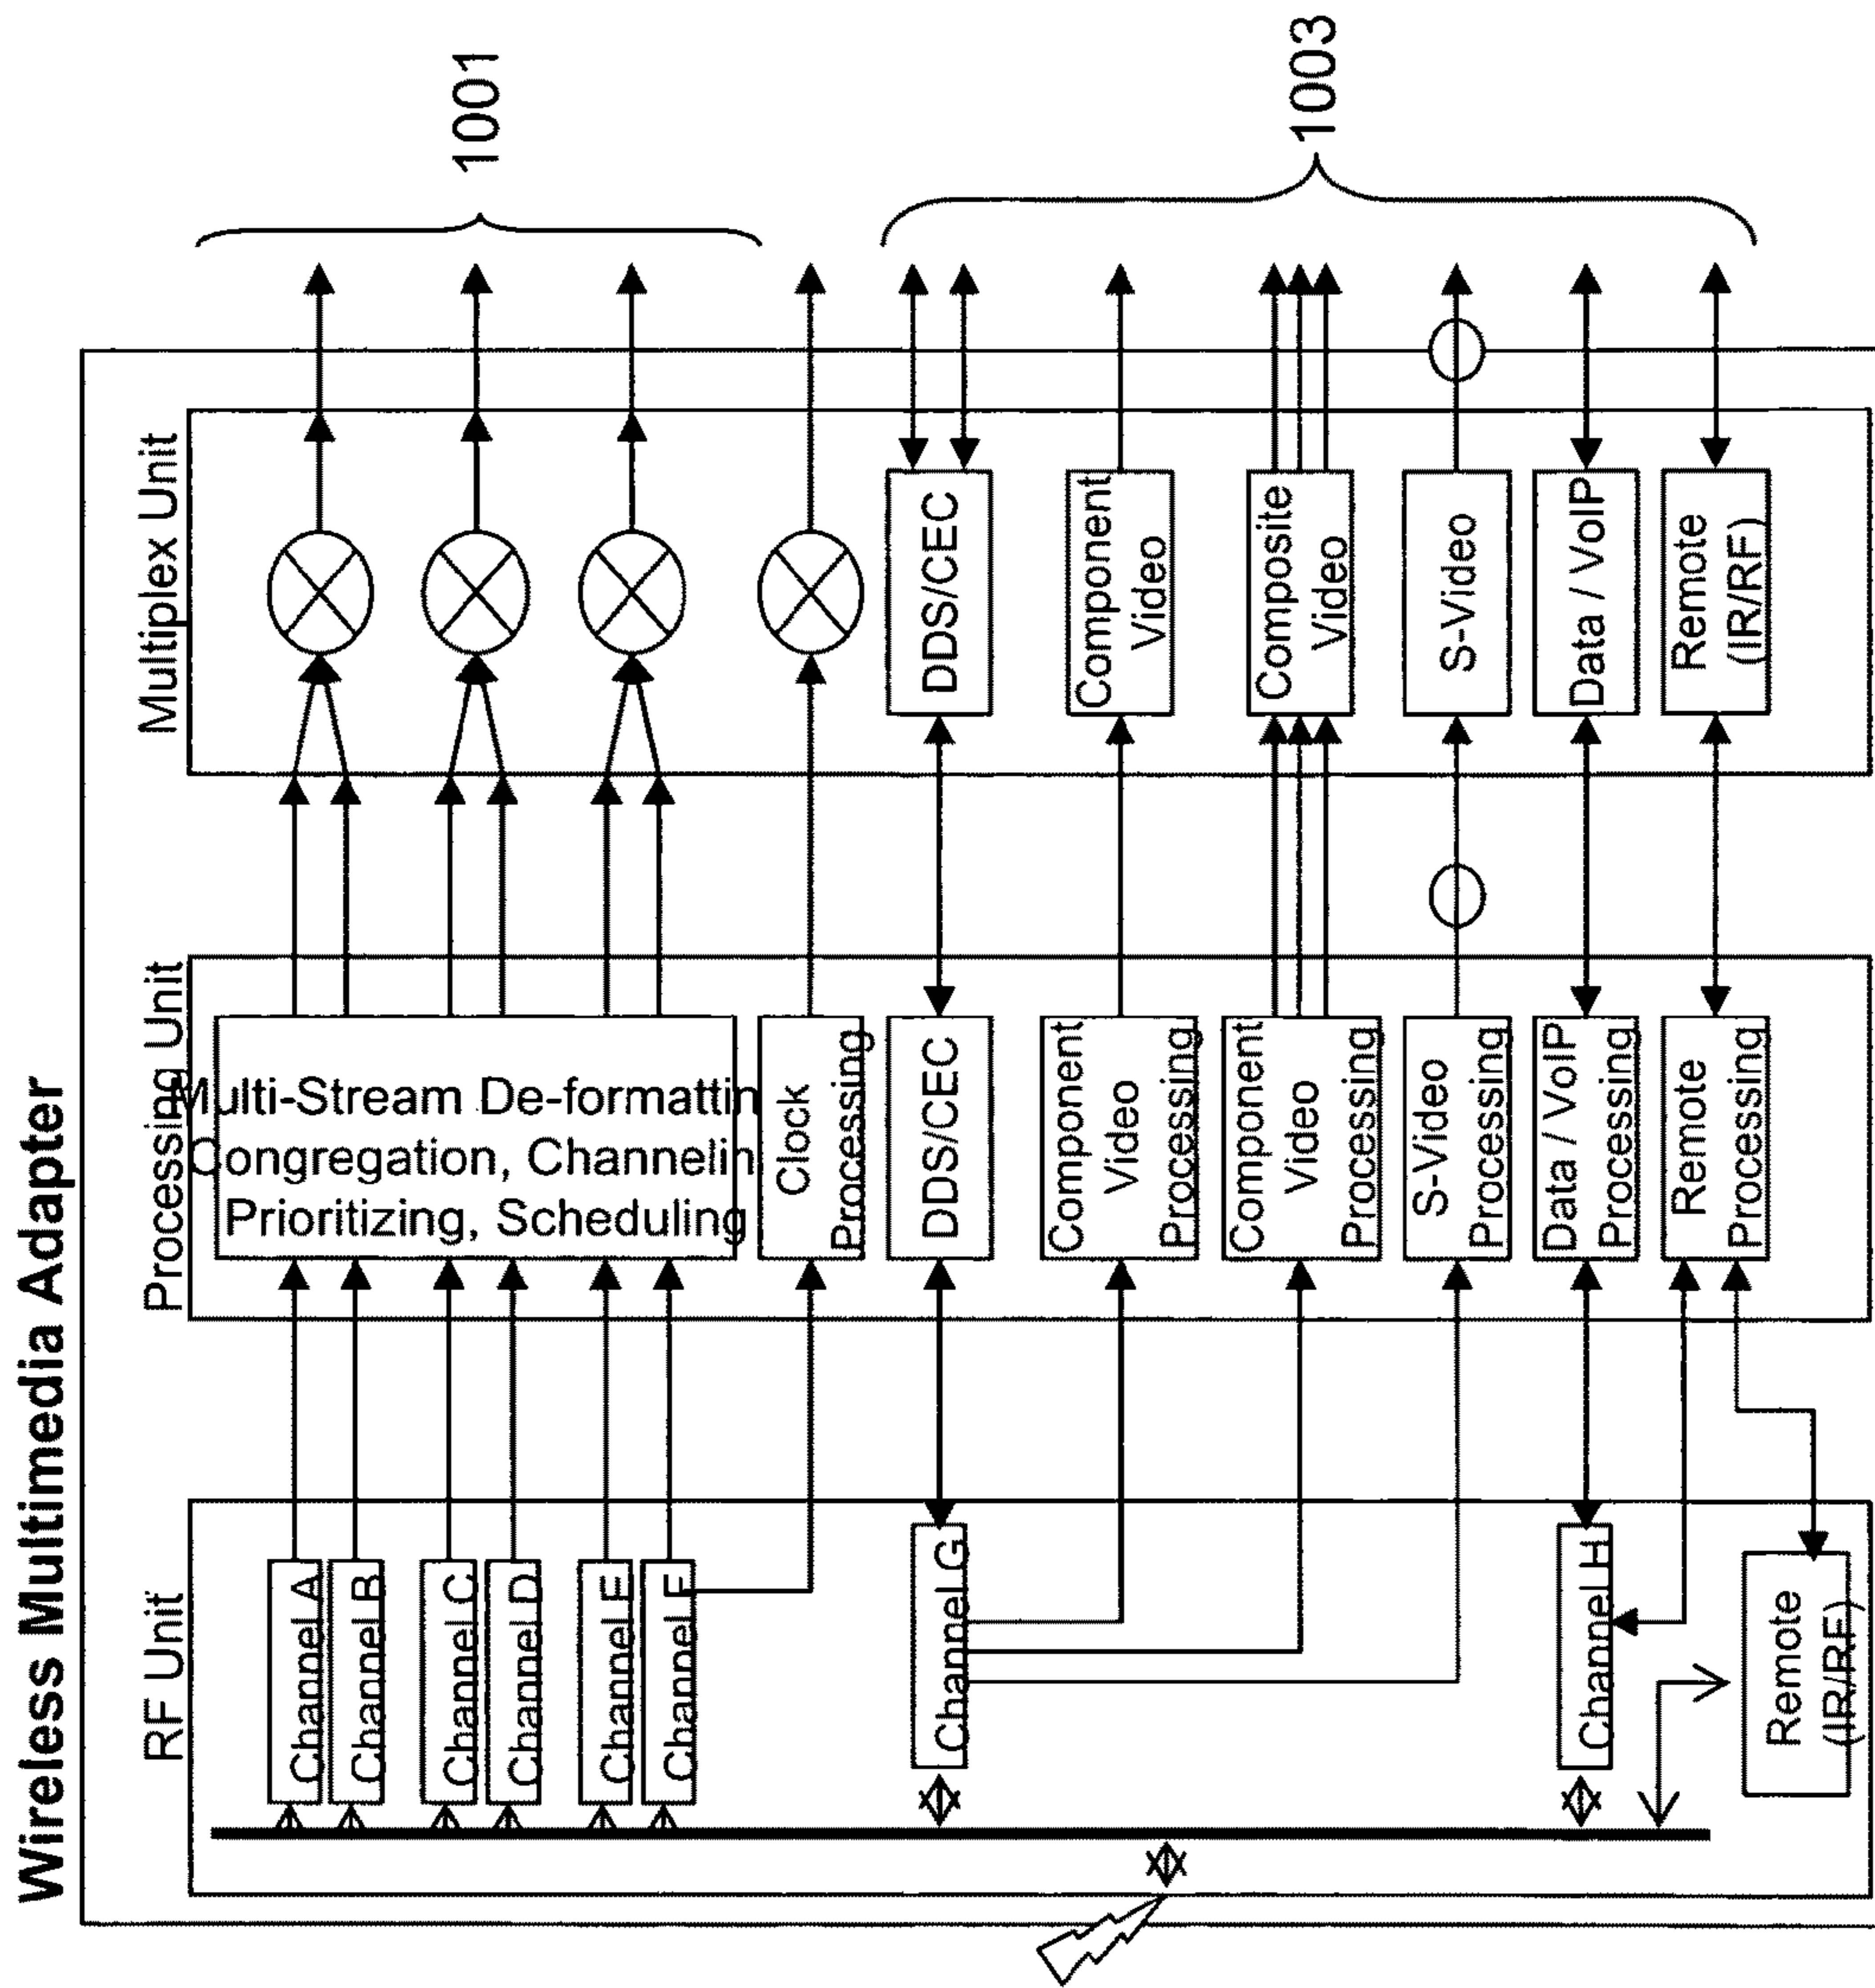 Wireless Multimedia Adapter
RF Unit
Channel A
Channel B
Channel C
Channel D
Channel E
Channel F
Channel G
Channel H
Remote
(IR/RF)
Processing Unit
Multi-Stream De-formattin
Congregation, Channelin
Prioritizing, Scheduling
Clock
Processing
DDS/CEC
Component
Video
Processing
Component
Video
Processing
S-Video
Processing
Data / VoIP
Processing
Remote
Processing
Multiplex Unit
DDS/CEC
Component
Video
Composite
Video
S-Video
Data / VoIP
Remote
(IR/RF)
1001
1003